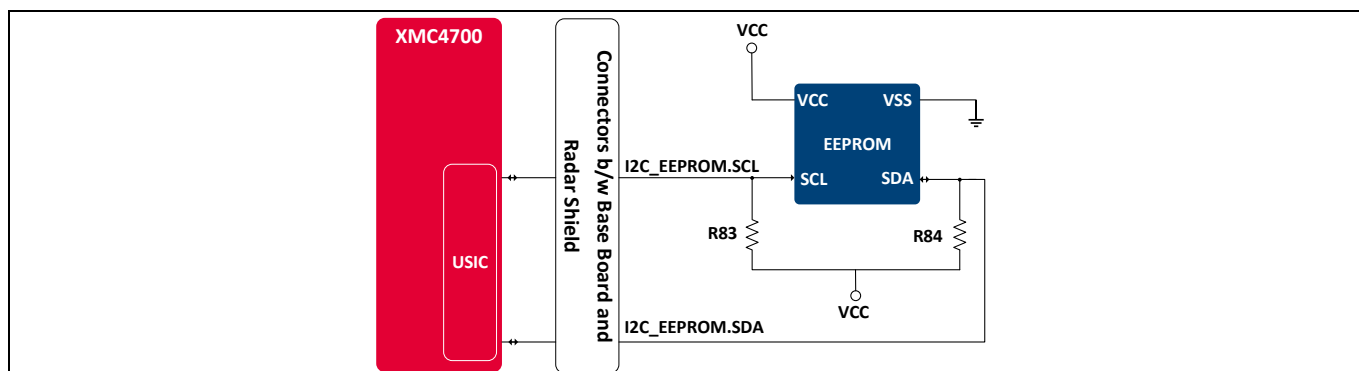 XMC4700
USIC
Connectors b/w Base Board and
Radar Shield
VCC
VCC
VSS
EEPROM
I2C_EEPROM.SCL
SCL
SDA
R83
R84
VCC
I2C_EEPROM.SDA